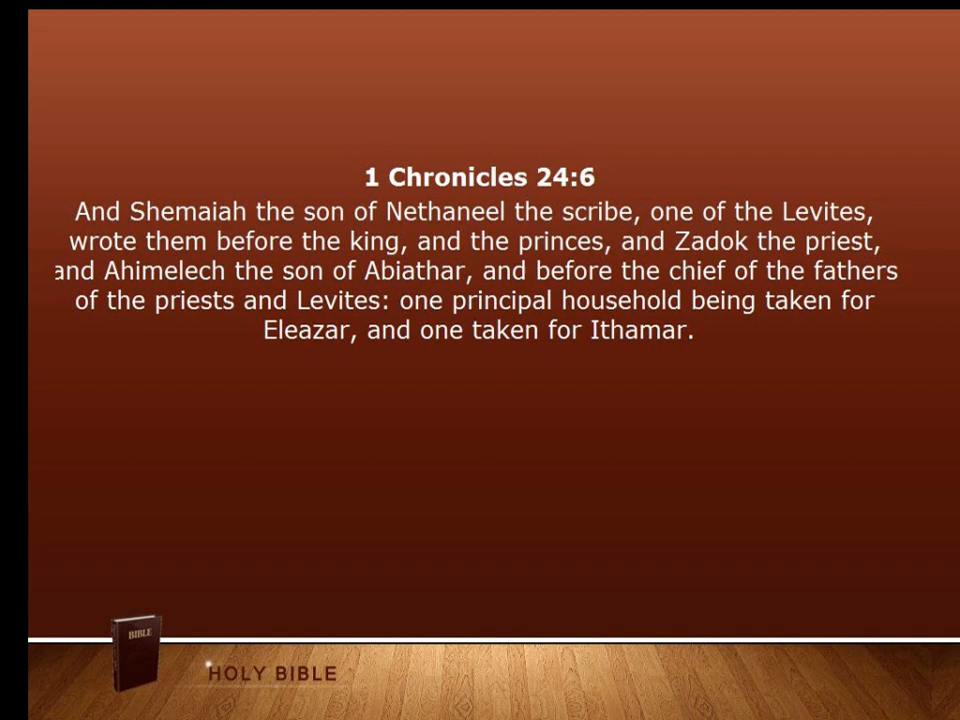 1 Chronicles 24:6
And Shemaiah the son of Nethaneel the scribe, one of the Levites,
wrote them before the king, and the princes, and Zadok the priest,
and Ahimelech the son of Abiathar, and before the chief of the fathers
of the priests and Levites: one principal household being taken for
Eleazar, and one taken for Ithamar.
BIBLE
HOLY BIBLE